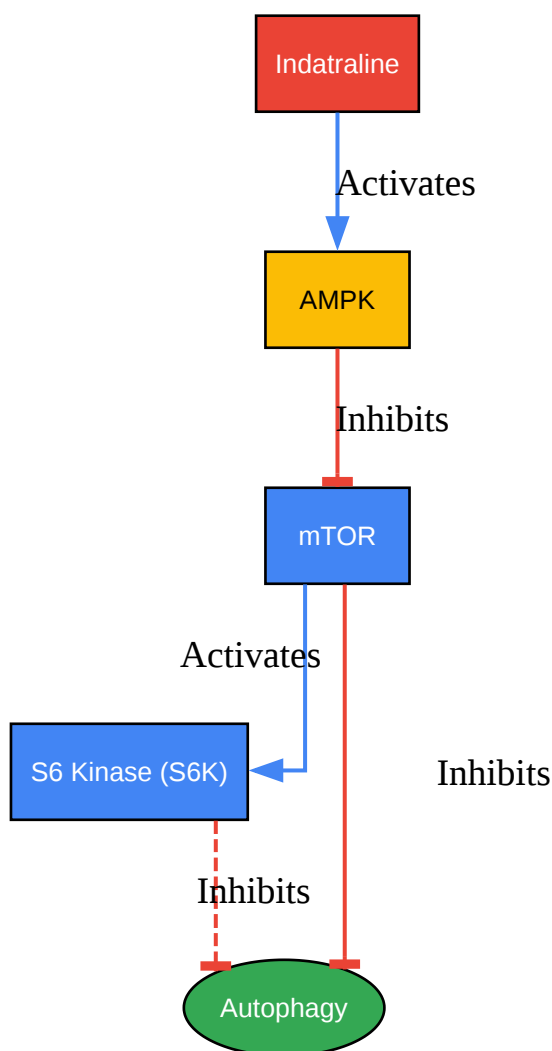 Indatraline
Activates
AMPK
Inhibits
mTOR
Activates
S6 Kinase (S6K)
Inhibits
Inhibits
Autophagy